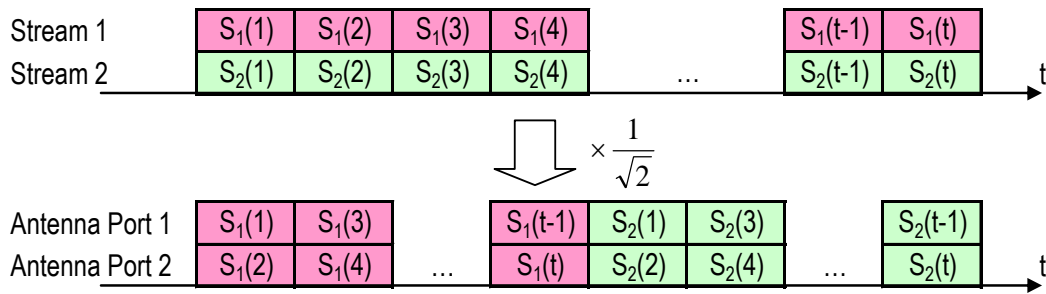 Stream 1 S₁(1) S₁(2) S₁(3) S₁(4) S₁(t-1) S₁(t)
Stream 2 S₂(1) S₂(2) S₂(3) S₂(4) ... S₂(t-1) S₂(t) t
× 1/√2
Antenna Port 1 S₁(1) S₁(3) S₁(t-1) S₂(1) S₂(3) S₂(t-1)
Antenna Port 2 S₁(2) S₁(4) ... S₁(t) S₂(2) S₂(4) ... S₂(t) t